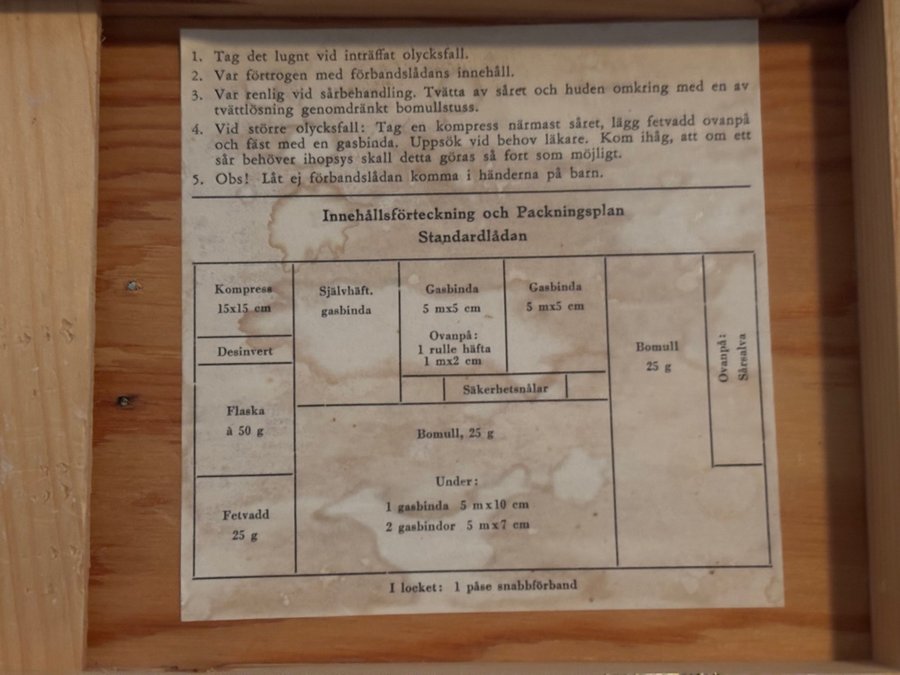 1. Tag det lugnt vid inträffat olycksfall.
2. Var förtrogen med förbandslådans innehåll.
3. Var renlig vid sårbehandling. Tvätta av såret och huden omkring med en av
tvättlösning genomdränkt bomullstuss.
4. Vid större olycksfall: Tag en kompress närmast såret, lägg fetvadd ovanpå
och fäst med en gasbinda. Uppsök vid behov läkare. Kom ihåg, att om ett
sår behöver ihopsys skall detta göras så fort som möjligt.
5. Obs! Låt ej förbandslådan komma i händerna på barn.
Innehållsförteckning och Packningsplan
Standardlådan
Kompress
15x15 cm
Desinvert
Flaska
à 50 g
Fetvadd
25 g
Självhäft.
gasbinda
Gasbinda
5 mx5 cm
Ovanpå:
1 rulle häfta
1 mx2 cm
Gasbinda
5 mx5 cm
Säkerhetsnålar
Bomull, 25 g
Under:
1 gasbinda 5 mx10 cm
2 gasbindor 5 mx7 cm
Bomull
25 g
Ovanpå:
Sårsalva
I locket: 1 påse snabbförband